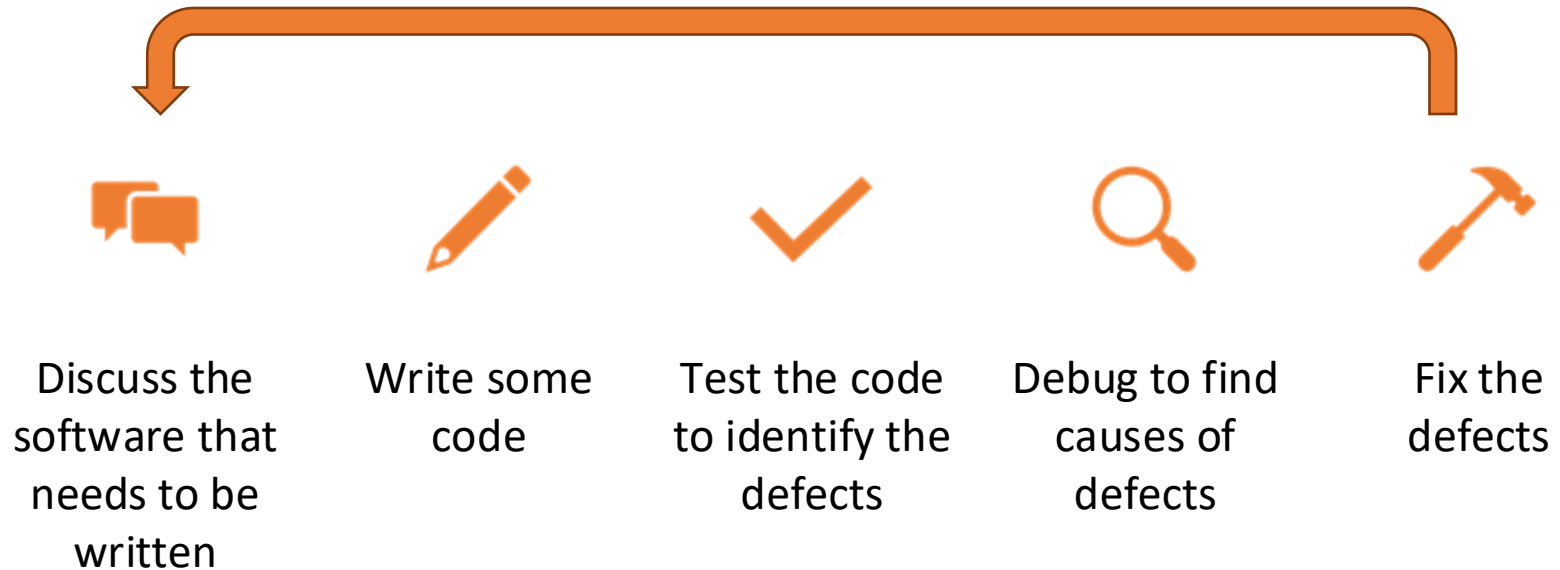 Discuss the
software that
needs to be
written
Write some
code
Test the code
to identify the
defects
Debug to find
causes of
defects
Fix the
defects